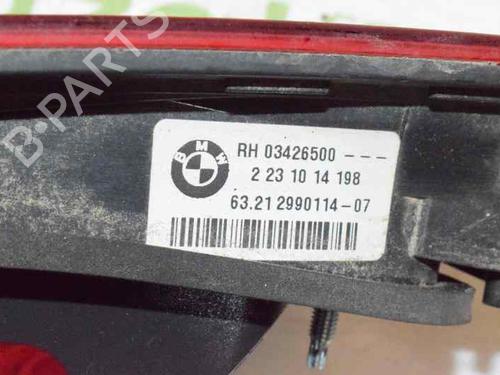 B-PARTS
BMW
RH 03426500 ---
2 23 10 14 198
63.21 2990114-07